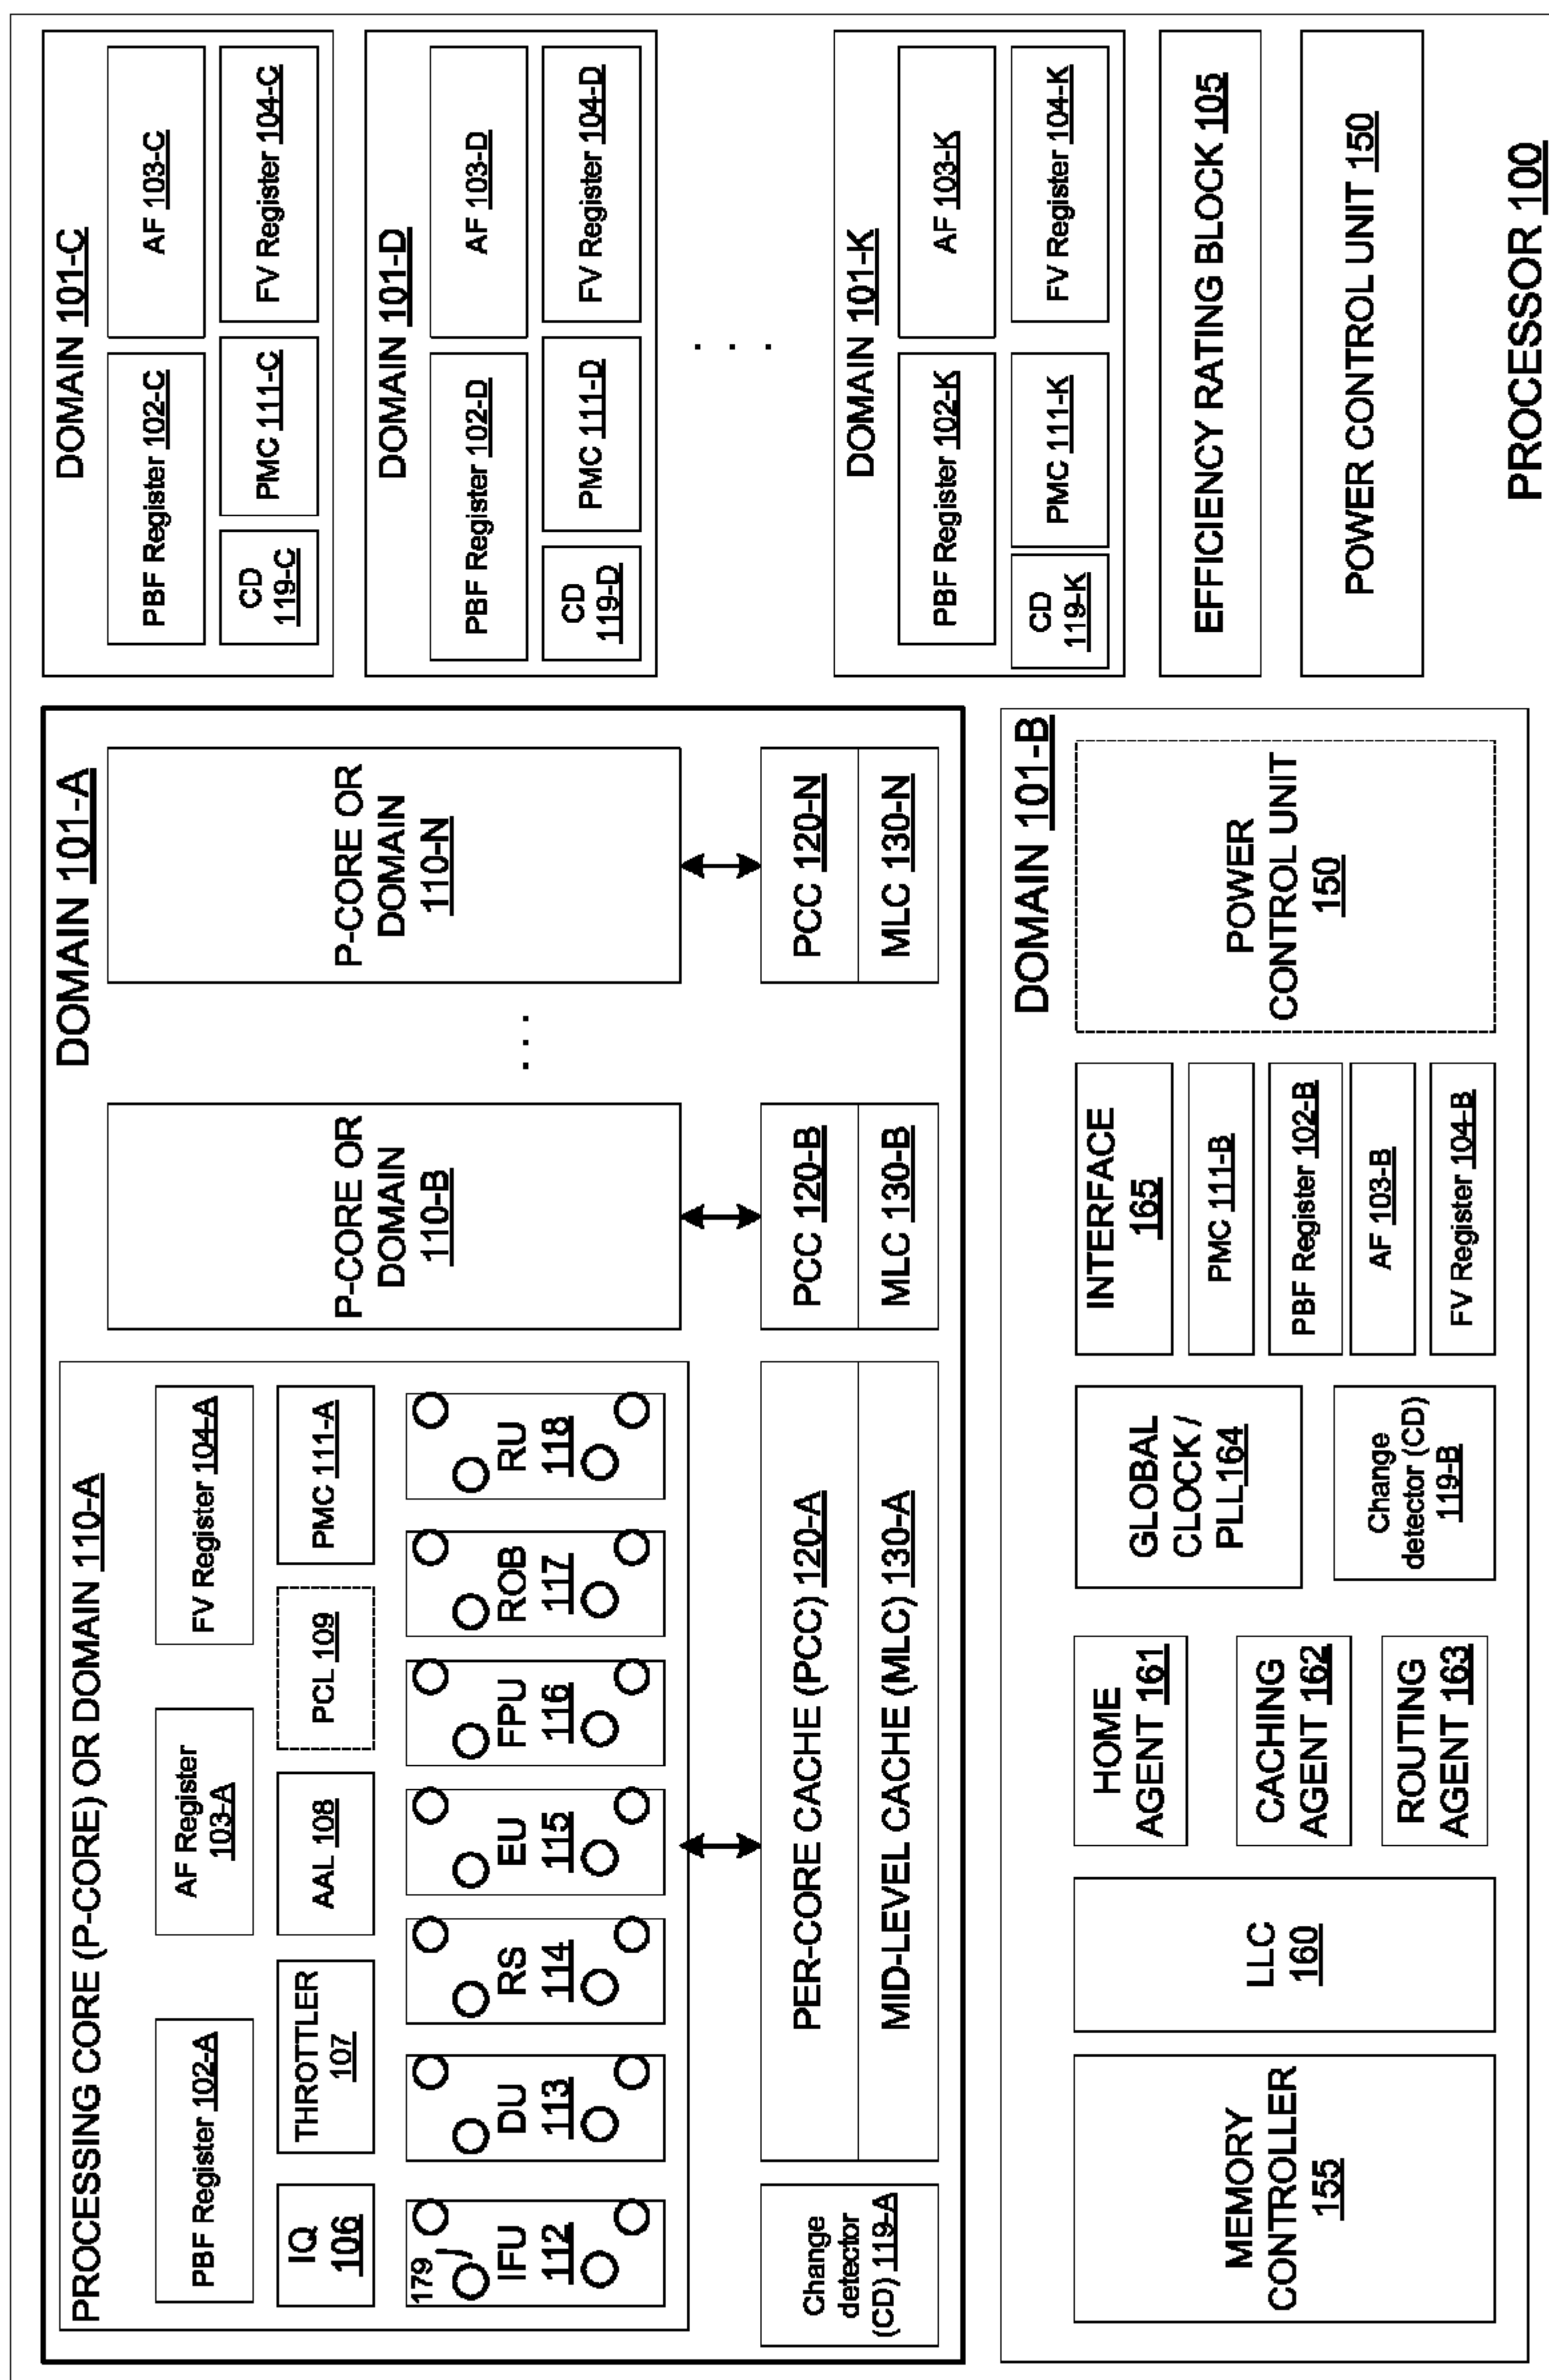 DOMAIN 101-A
PROCESSING CORE (P-CORE) OR DOMAIN 110-A
PBF Register 102-A
AF Register
103-A
FV Register 104-A
IQ
106
THROTTLER
107
AAL 108
PCL 109
PMC 111-A
179
IFU
112
DU
113
RS
114
EU
115
FPU
116
ROB
117
RU
118
P-CORE OR
DOMAIN
110-B
. . .
P-CORE OR
DOMAIN
110-N
Change
detector
(CD) 119-A
PER-CORE CACHE (PCC) 120-A
MID-LEVEL CACHE (MLC) 130-A
PCC 120-B
MLC 130-B
PCC 120-N
MLC 130-N
DOMAIN 101-B
MEMORY
CONTROLLER
155
LLC
160
HOME
AGENT 161
CACHING
AGENT 162
ROUTING
AGENT 163
GLOBAL
CLOCK /
PLL164
Change
detector (CD)
119-B
INTERFACE
165
PMC 111-B
PBF Register 102-B
AF 103-B
FV Register 104-B
POWER
CONTROL UNIT
150
DOMAIN 101-C
PBF Register 102-C
AF 103-C
CD
119-C
PMC 111-C
FV Register 104-C
DOMAIN 101-D
PBF Register 102-D
AF 103-D
CD
119-D
PMC 111-D
FV Register 104-D
. . .
DOMAIN 101-K
PBF Register 102-K
AF 103-K
CD
119-K
PMC 111-K
FV Register 104-K
EFFICIENCY RATING BLOCK 105
POWER CONTROL UNIT 150
PROCESSOR 100